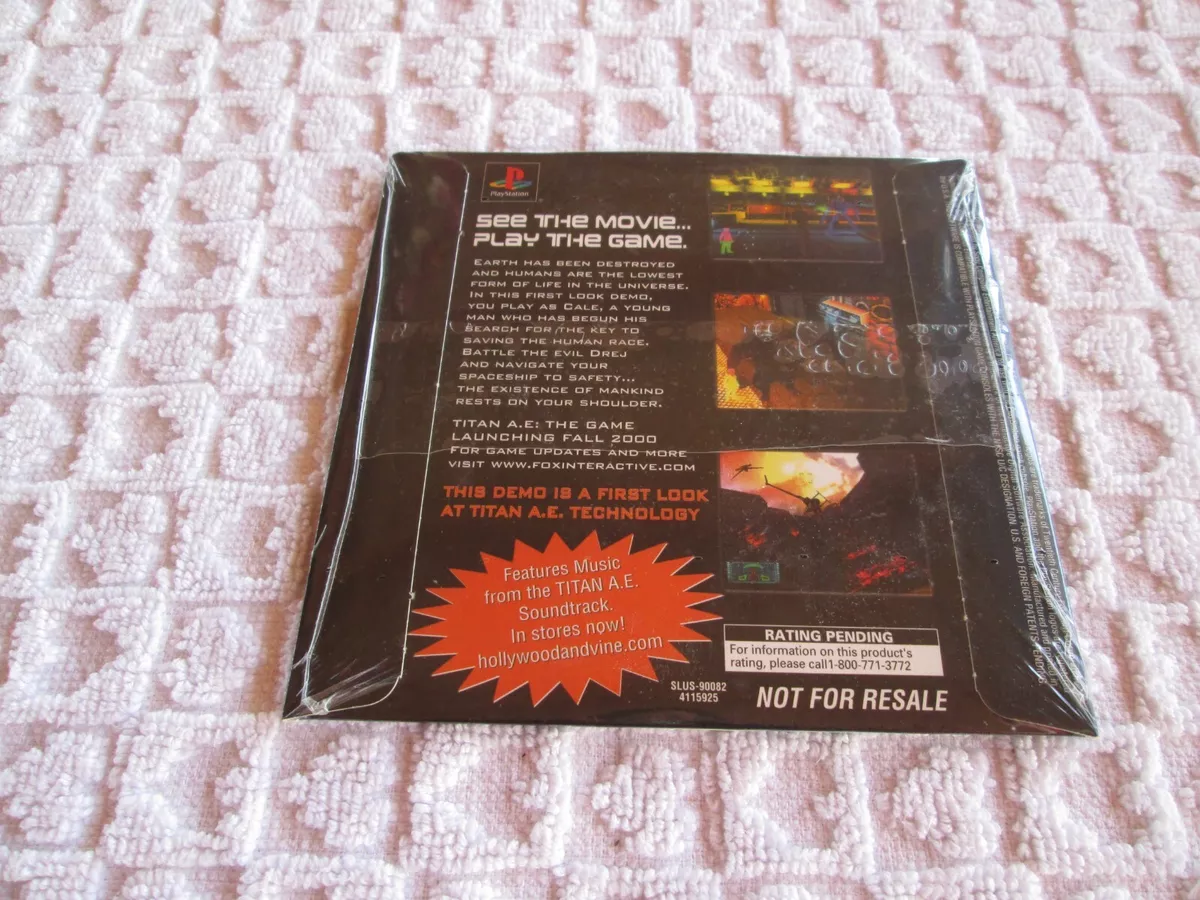 PlayStation
SEE THE MOVIE...
PLAY THE GAME.
EARTH HAS BEEN DESTROYED
AND HUMANS ARE THE LOWEST
FORM OF LIFE IN THE UNIVERSE.
IN THIS FIRST LOOK DEMO,
YOU PLAY AS CALE, A YOUNG
MAN WHO HAS BEGUN HIS
SEARCH FOR THE KEY TO
SAVING THE HUMAN RACE.
BATTLE THE EVIL DREJ
AND NAVIGATE YOUR
SPACESHIP TO SAFETY...
THE EXISTENCE OF MANKIND
RESTS ON YOUR SHOULDER.
TITAN A.E: THE GAME
LAUNCHING FALL 2000
FOR GAME UPDATES AND MORE
VISIT WWW.FOXINTERACTIVE.COM
THIS DEMO IS A FIRST LOOK
AT TITAN A.E. TECHNOLOGY
Features Music
from the TITAN A.E.
Soundtrack.
In stores now!
hollywoodandvine.com
SLUS-90082
4115925
RATING PENDING
For information on this product's
rating, please call1-800-771-3772
NOT FOR RESALE